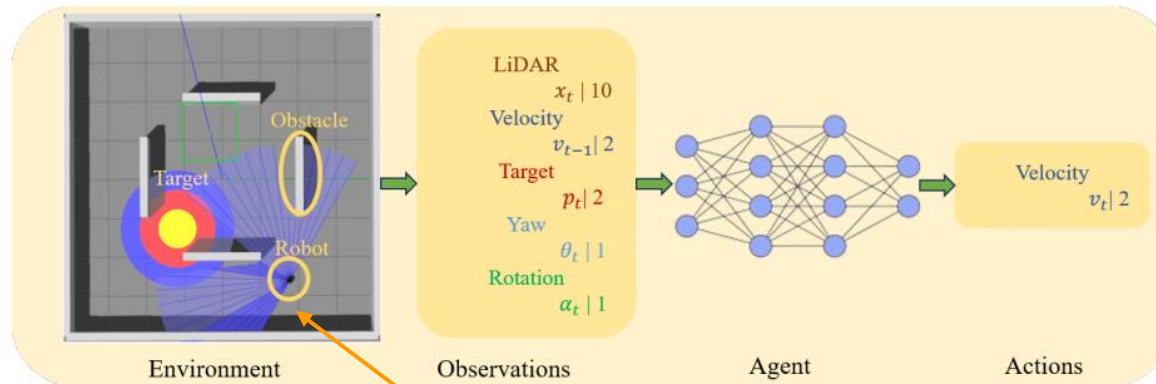 Obstacle
Target
Robot
LiDAR
x_t | 10
Velocity
v_{t-1} | 2
Target
p_t | 2
Yaw
θ_t | 1
Rotation
α_t | 1
Velocity
v_t | 2
Environment
Observations
Agent
Actions